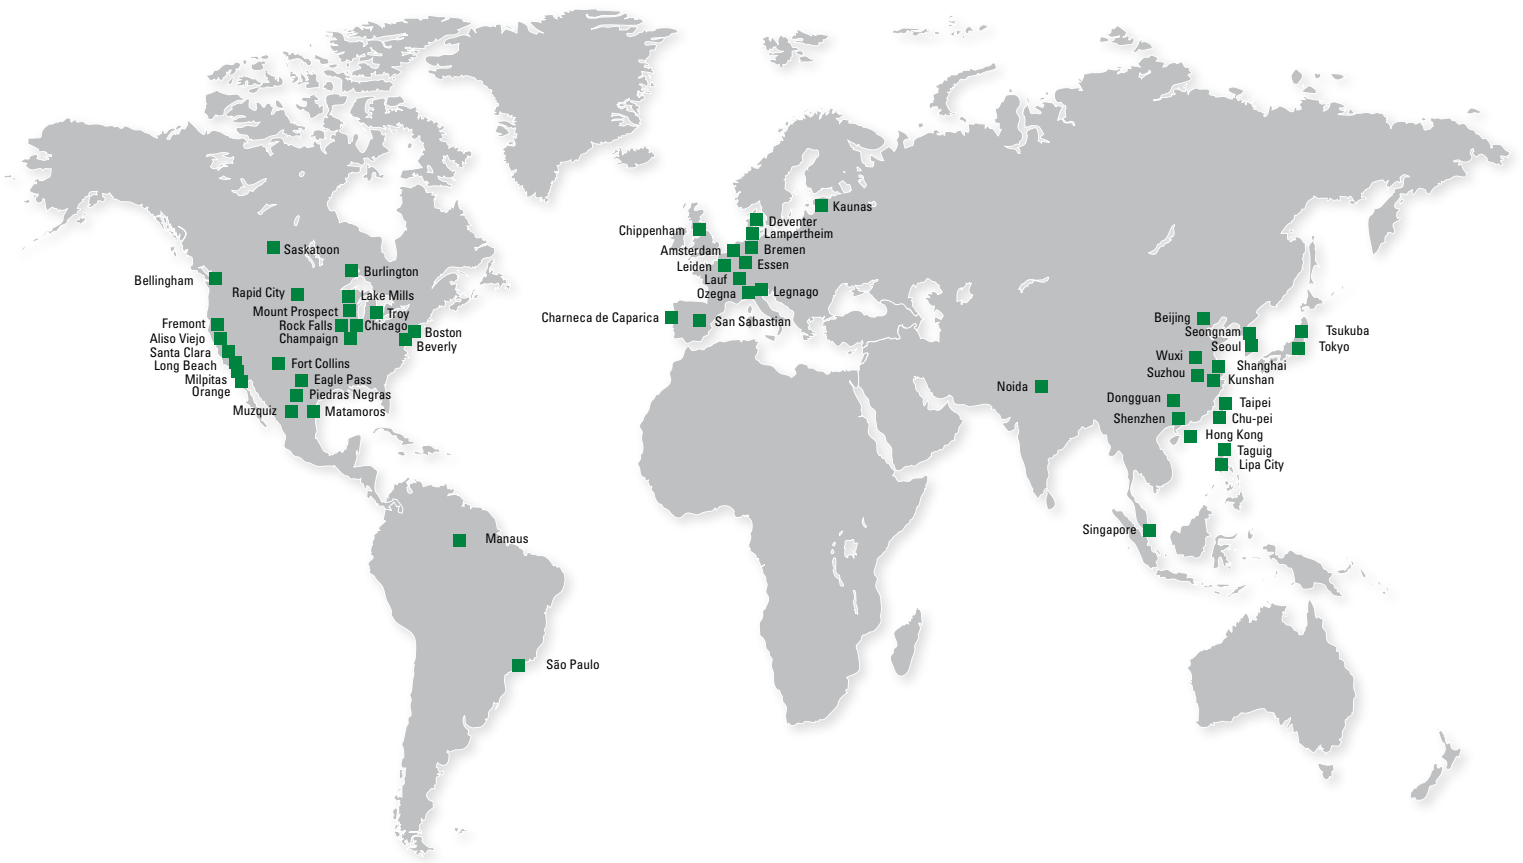 Kaunas
Deventer
Chippenham
Lampertheim
Saskatoon
Amsterdam
Bremen
Leiden
Essen
Burlington
Bellingham
Lauf
Rapid City
Ozegna
Legnago
Lake Mills
Mount Prospect
Troy
Charneca de Caparica
San Sabastian
Beijing
Fremont
Rock Falls
Chicago
Boston
Seongnam
Tsukuba
Aliso Viejo
Champaign
Beverly
Seoul
Tokyo
Santa Clara
Wuxi
Long Beach
Fort Collins
Shanghai
Suzhou
Milpitas
Eagle Pass
Kunshan
Noida
Orange
Piedras Negras
Dongguan
Taipei
Muzquiz
Matamoros
Shenzhen
Chu-pei
Hong Kong
Taguig
Lipa City
Singapore
Manaus
São Paulo